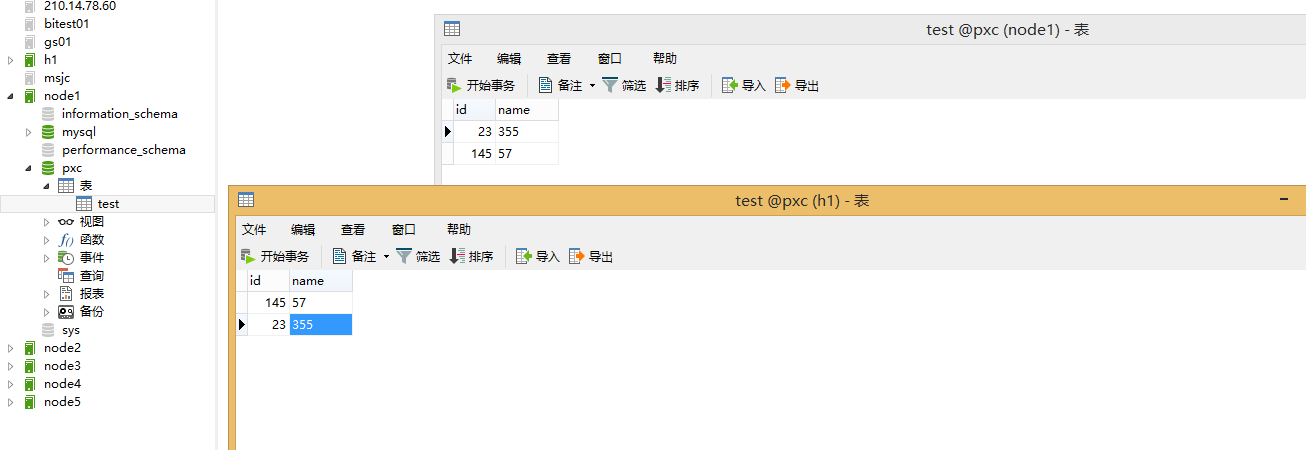 210.14.78.60
bitest01
gs01
h1
msjc
node1
information_schema
mysql
performance_schema
pxc
表
test
视图
函数
事件
查询
报表
备份
sys
node2
node3
node4
node5
test @pxc (node1) - 表
文件 编辑 查看 窗口 帮助
开始事务 备注 筛选 排序 导入 导出
id name
23 355
145 57
test @pxc (h1) - 表
文件 编辑 查看 窗口 帮助
开始事务 备注 筛选 排序 导入 导出
id name
145 57
23 355